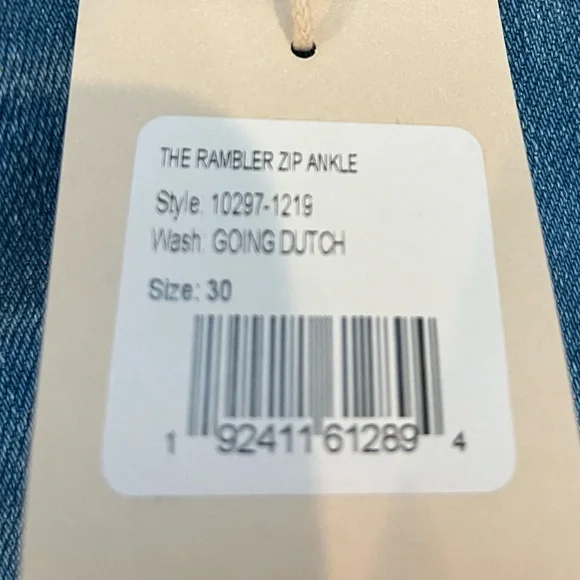 THE RAMBLER ZIP ANKLE
Style: 10297-1219
Wash: GOING DUTCH
Size: 30
1 92411 61289 4